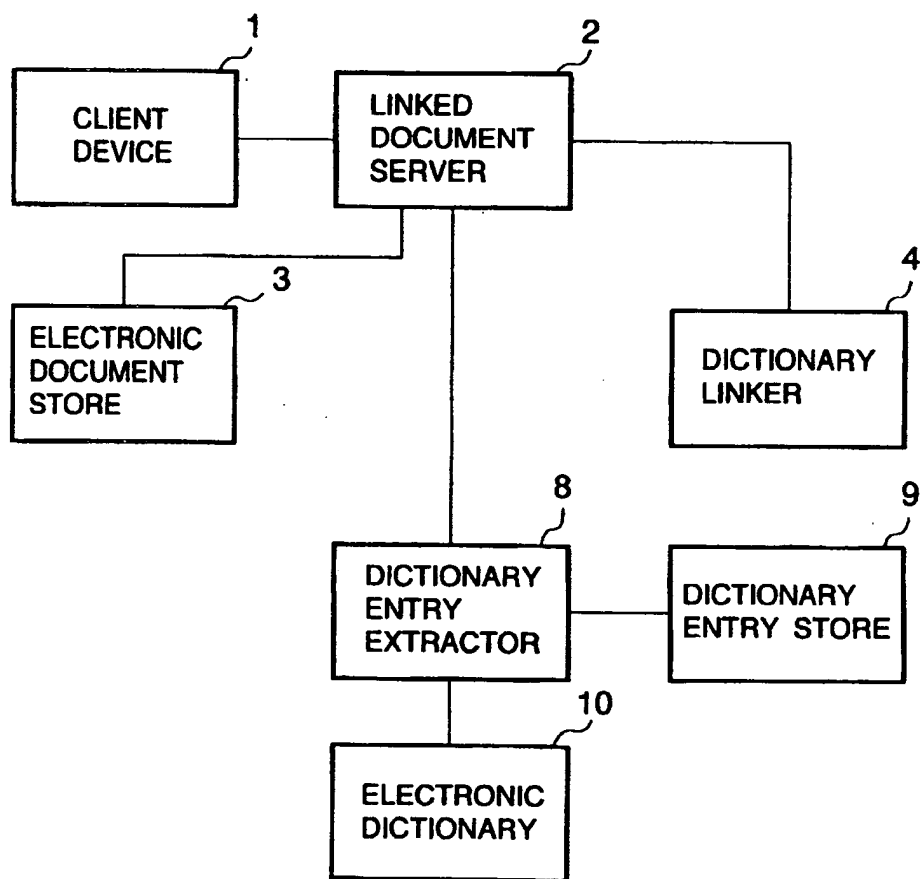 1
CLIENT
DEVICE
2
LINKED
DOCUMENT
SERVER
3
ELECTRONIC
DOCUMENT
STORE
4
DICTIONARY
LINKER
8
DICTIONARY
ENTRY
EXTRACTOR
9
DICTIONARY
ENTRY STORE
10
ELECTRONIC
DICTIONARY